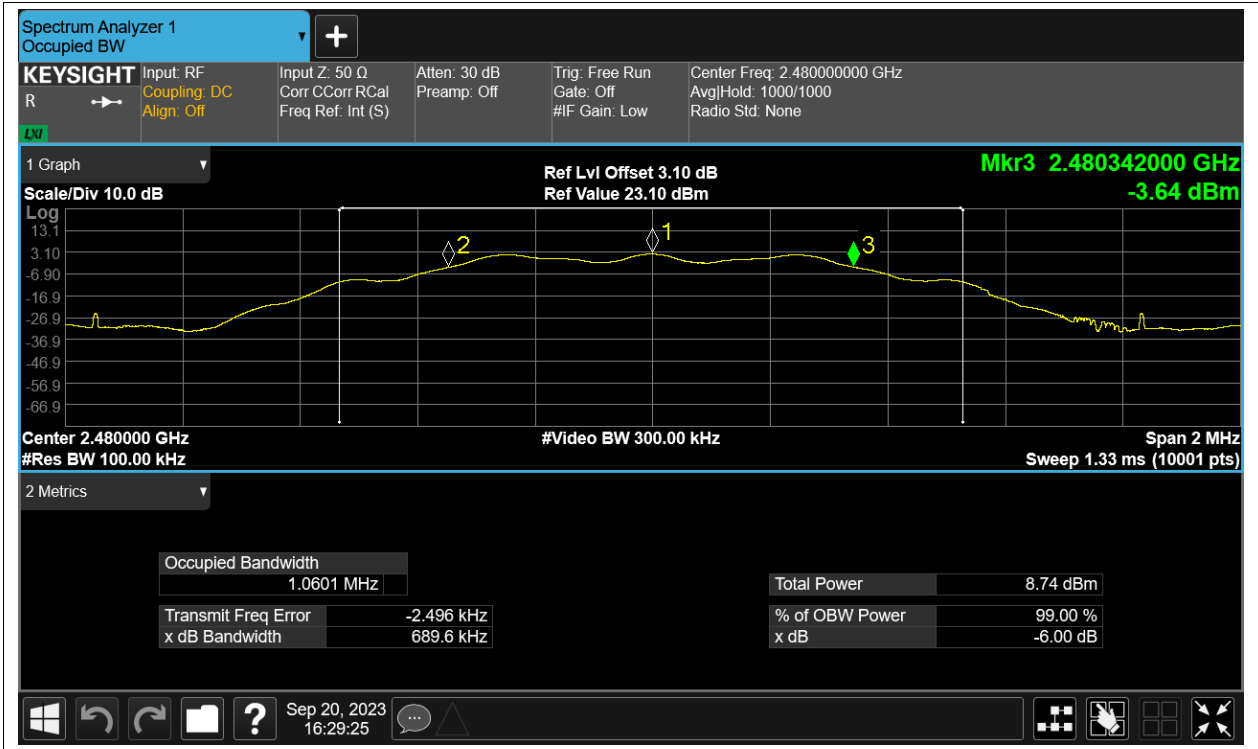 Spectrum Analyzer 1
Occupied BW
KEYSIGHT
R
LXI
Input: RF
Coupling: DC
Align: Off
Input Z: 50 Ω
Corr CCorr RCal
Freq Ref: Int (S)
Atten: 30 dB
Preamp: Off
Trig: Free Run
Gate: Off
#IF Gain: Low
Center Freq: 2.480000000 GHz
Avg|Hold: 1000/1000
Radio Std: None
1 Graph
Scale/Div 10.0 dB
Ref Lvl Offset 3.10 dB
Ref Value 23.10 dBm
Mkr3 2.480342000 GHz
-3.64 dBm
Log
13.1
3.10
-6.90
-16.9
-26.9
-36.9
-46.9
-56.9
-66.9
2
1
3
Center 2.480000 GHz
#Video BW 300.00 kHz
Span 2 MHz
#Res BW 100.00 kHz
Sweep 1.33 ms (10001 pts)
2 Metrics
Occupied Bandwidth
1.0601 MHz
Total Power 8.74 dBm
Transmit Freq Error -2.496 kHz
% of OBW Power 99.00 %
x dB Bandwidth 689.6 kHz
x dB -6.00 dB
?
Sep 20, 2023
16:29:25